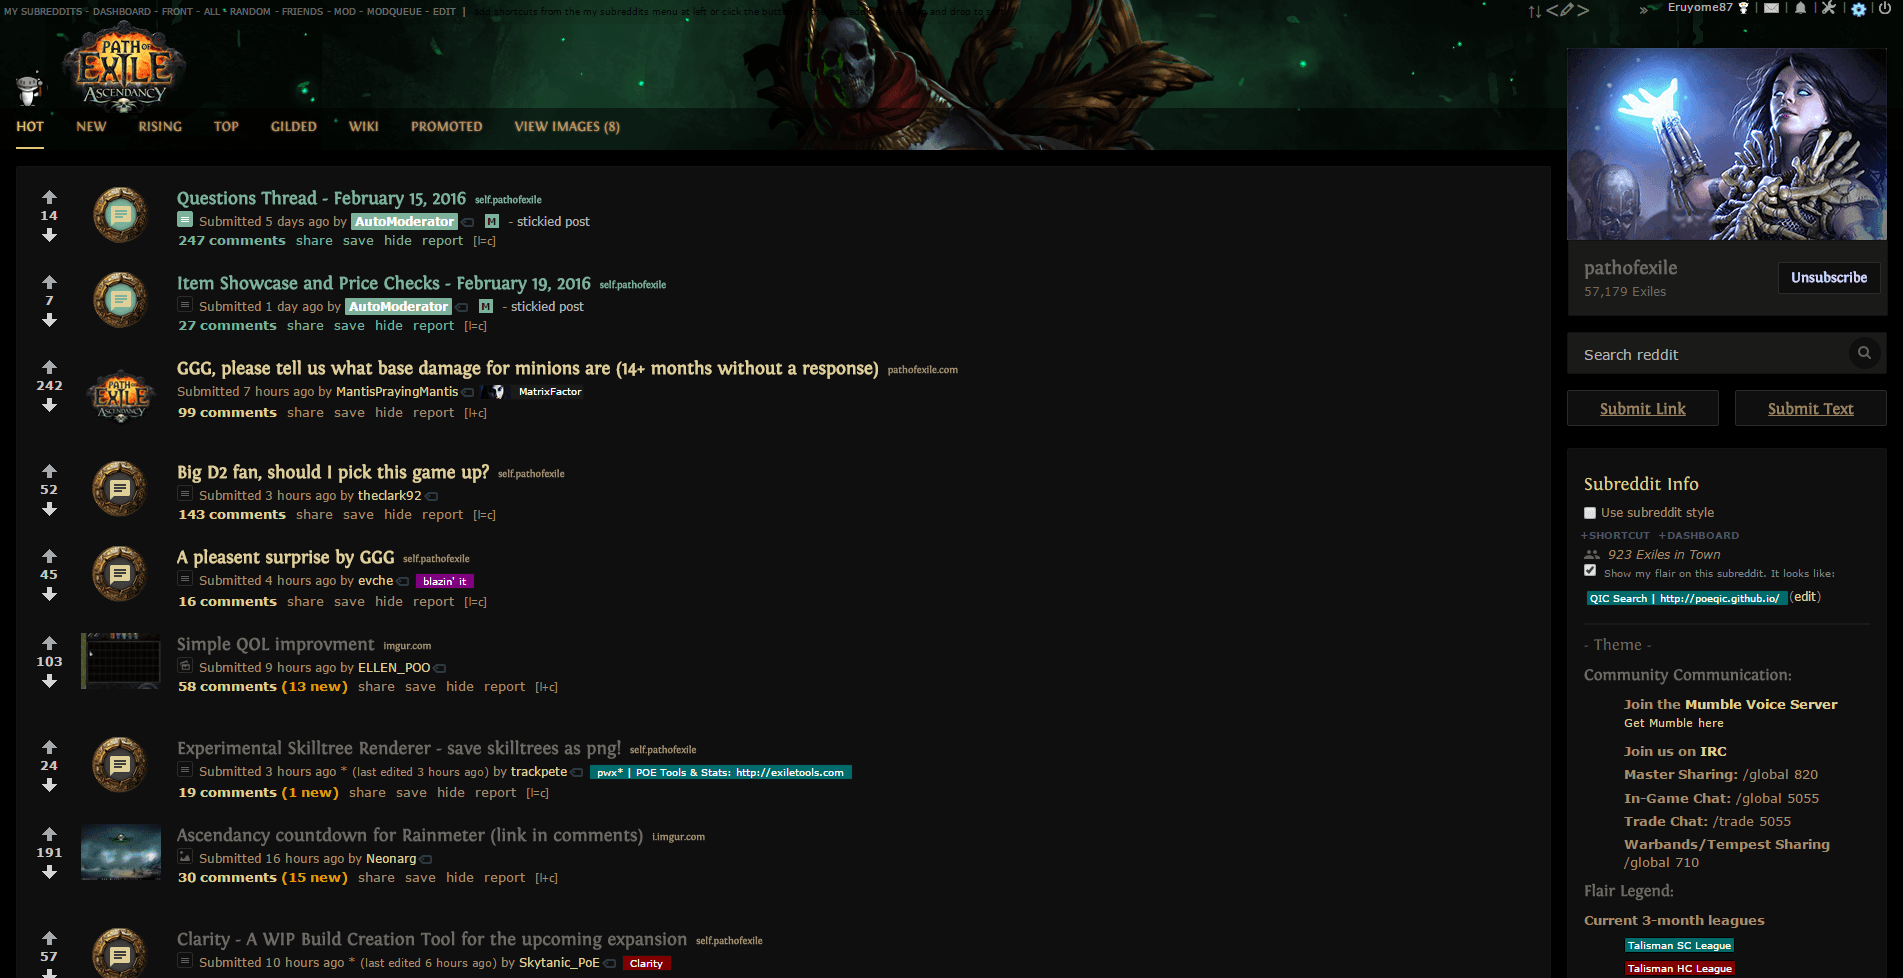 MY SUBREDDITS - DASHBOARD - FRONT - ALL - RANDOM - FRIENDS - MOD - MODQUEUE - EDIT |
Eruyome87
PATH OF EXILE ASCENDANCY
HOT NEW RISING TOP GILDED WIKI PROMOTED VIEW IMAGES (8)
14
Questions Thread - February 15, 2016 self.pathofexile
Submitted 5 days ago by AutoModerator M - stickied post
247 comments share save hide report [l=c]
7
Item Showcase and Price Checks - February 19, 2016 self.pathofexile
Submitted 1 day ago by AutoModerator M - stickied post
27 comments share save hide report [l=c]
242
PATH OF EXILE ASCENDANCY
GGG, please tell us what base damage for minions are (14+ months without a response) pathofexile.com
Submitted 7 hours ago by MantisPrayingMantis MatrixFactor
99 comments share save hide report [l+c]
52
Big D2 fan, should I pick this game up? self.pathofexile
Submitted 3 hours ago by theclark92
143 comments share save hide report [l=c]
45
A pleasent surprise by GGG self.pathofexile
Submitted 4 hours ago by evche blazin' it
16 comments share save hide report [l=c]
103
Simple QOL improvment imgur.com
Submitted 9 hours ago by ELLEN_POO
58 comments (13 new) share save hide report [l+c]
24
Experimental Skilltree Renderer - save skilltrees as png! self.pathofexile
Submitted 3 hours ago * (last edited 3 hours ago) by trackpete pwx* | POE Tools & Stats: http://exiletools.com
19 comments (1 new) share save hide report [l=c]
191
Ascendancy countdown for Rainmeter (link in comments) i.imgur.com
Submitted 16 hours ago by Neonarg
30 comments (15 new) share save hide report [l+c]
57
Clarity - A WIP Build Creation Tool for the upcoming expansion self.pathofexile
Submitted 10 hours ago * (last edited 6 hours ago) by Skytanic_PoE Clarity
pathofexile
57,179 Exiles
Unsubscribe
Search reddit
Submit Link Submit Text
Subreddit Info
Use subreddit style
+SHORTCUT +DASHBOARD
923 Exiles in Town
Show my flair on this subreddit. It looks like:
QIC Search | http://poeqic.github.io/ (edit)
- Theme -
Community Communication:
Join the Mumble Voice Server
Get Mumble here
Join us on IRC
Master Sharing: /global 820
In-Game Chat: /global 5055
Trade Chat: /trade 5055
Warbands/Tempest Sharing
/global 710
Flair Legend:
Current 3-month leagues
Talisman SC League
Talisman HC League